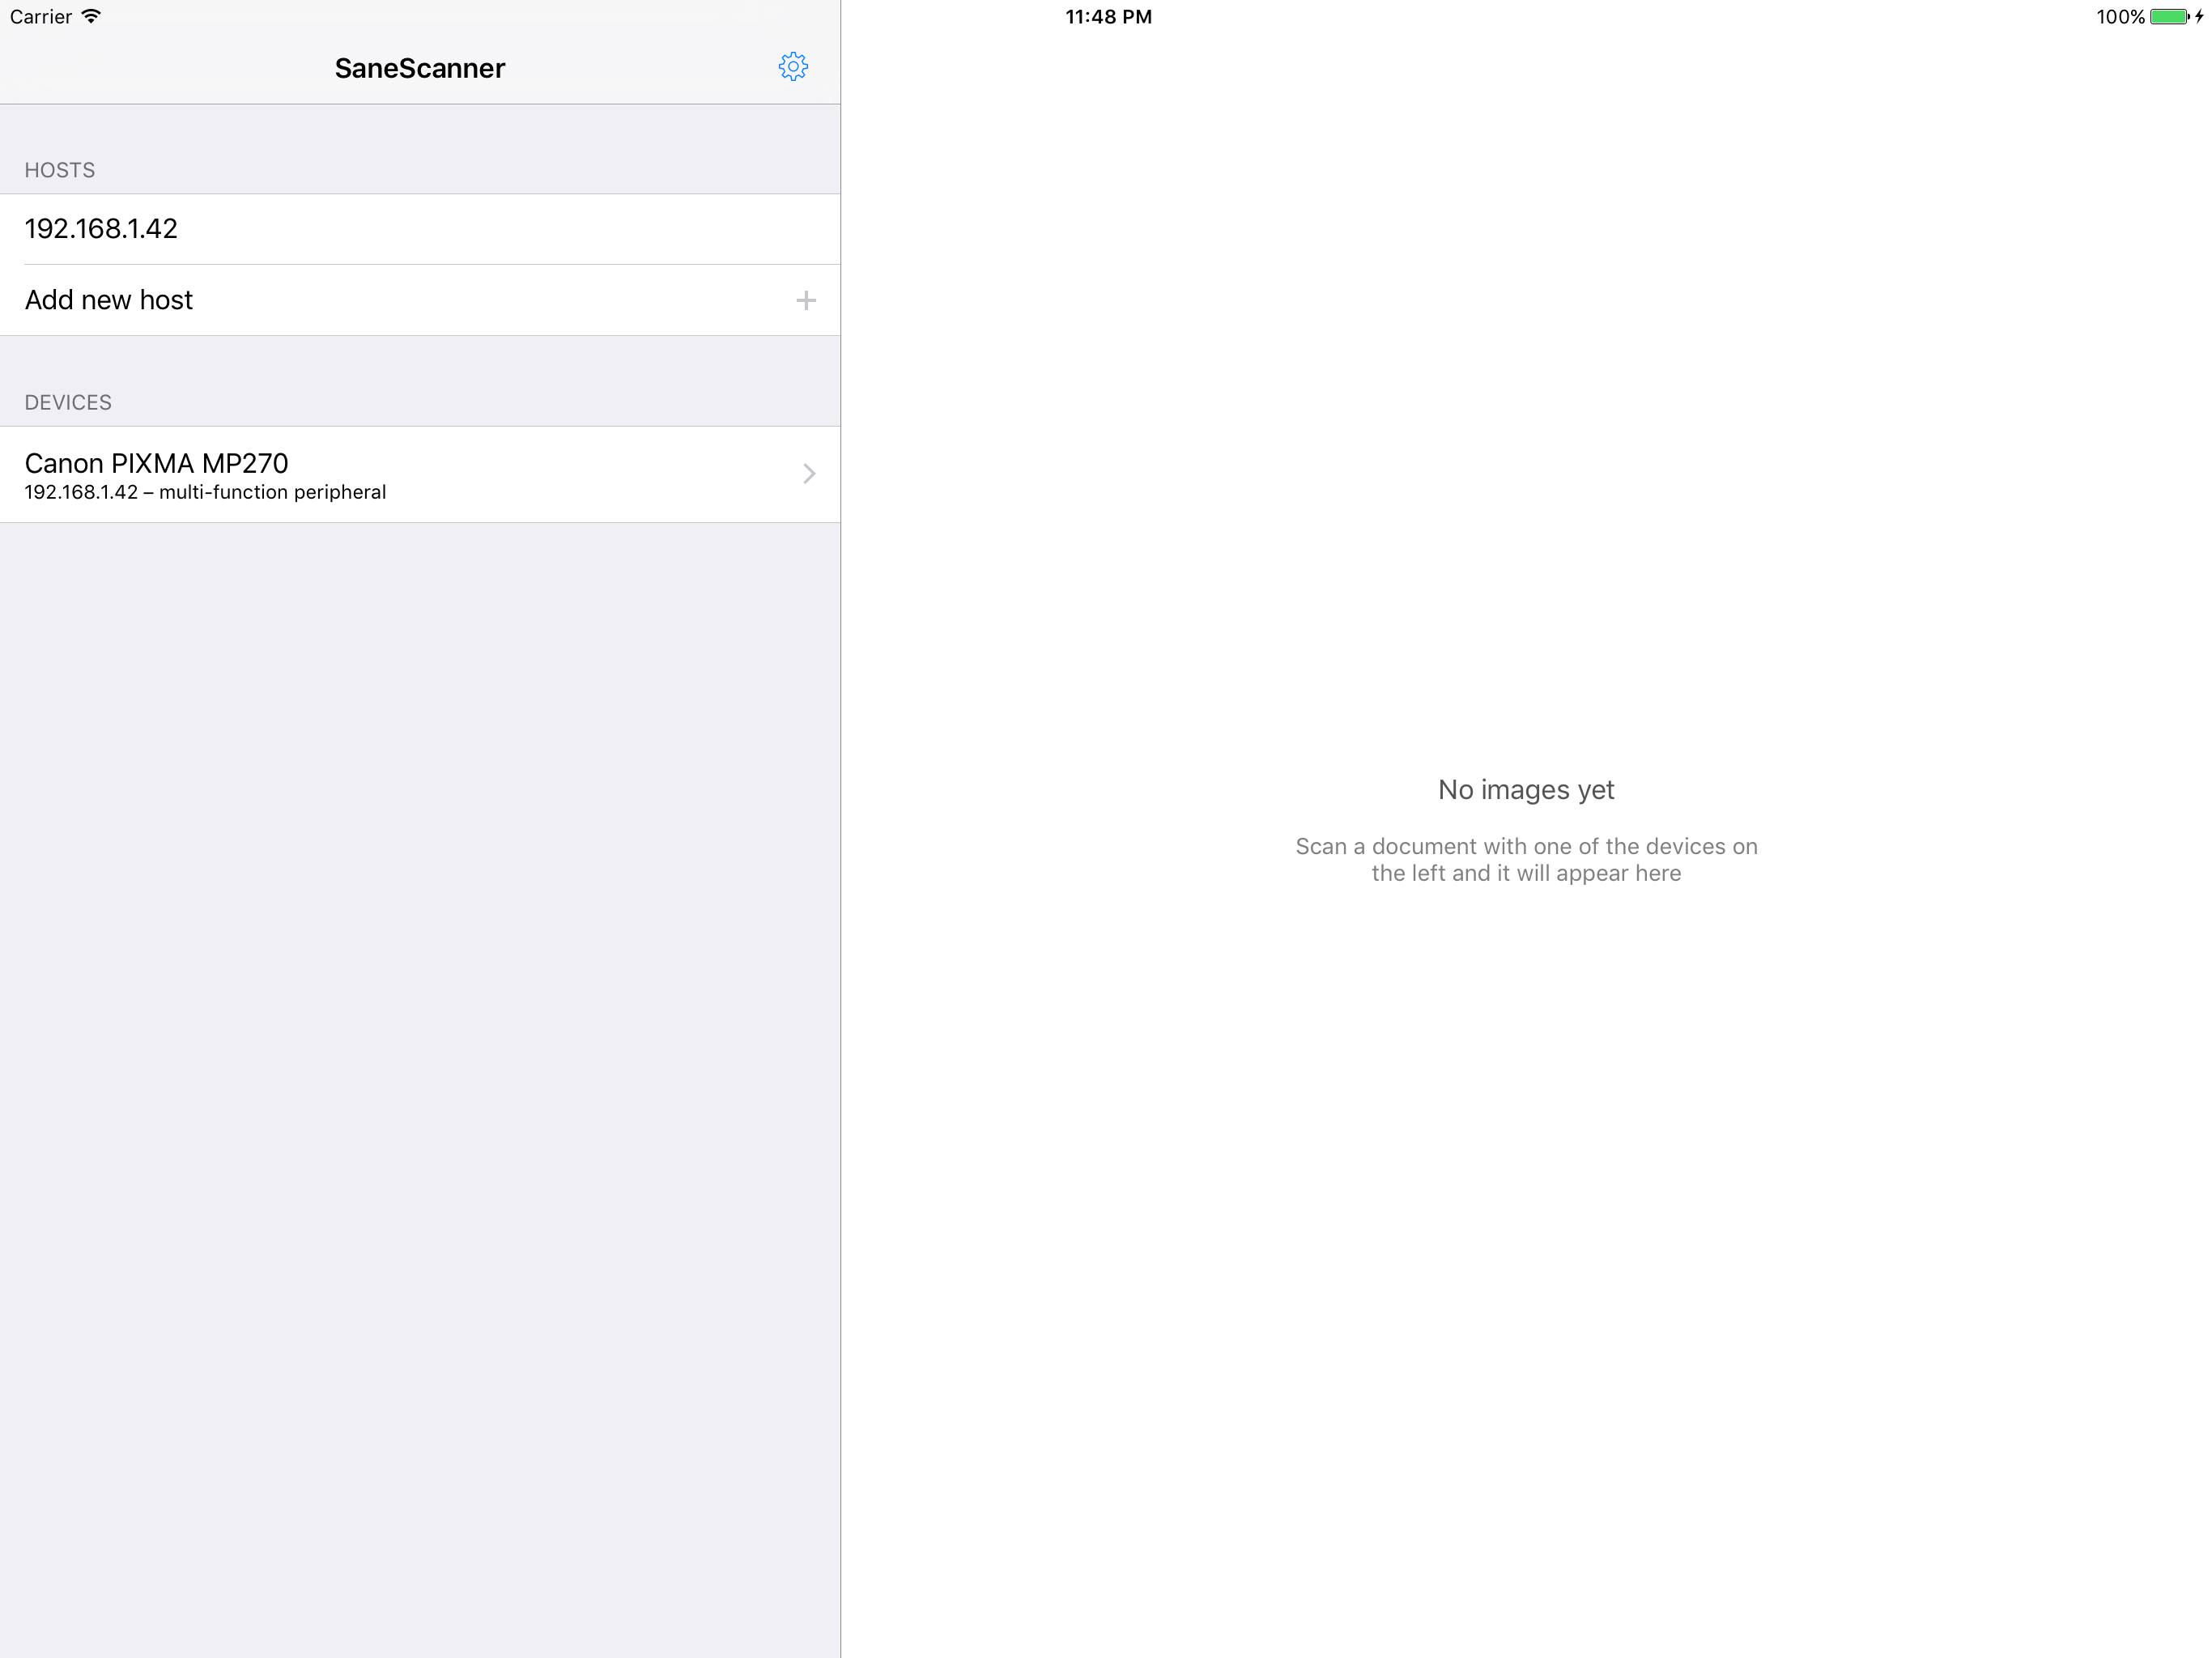 Carrier
11:48 PM
100%
SaneScanner
HOSTS
192.168.1.42
Add new host
DEVICES
Canon PIXMA MP270
192.168.1.42 – multi-function peripheral
No images yet
Scan a document with one of the devices on
the left and it will appear here